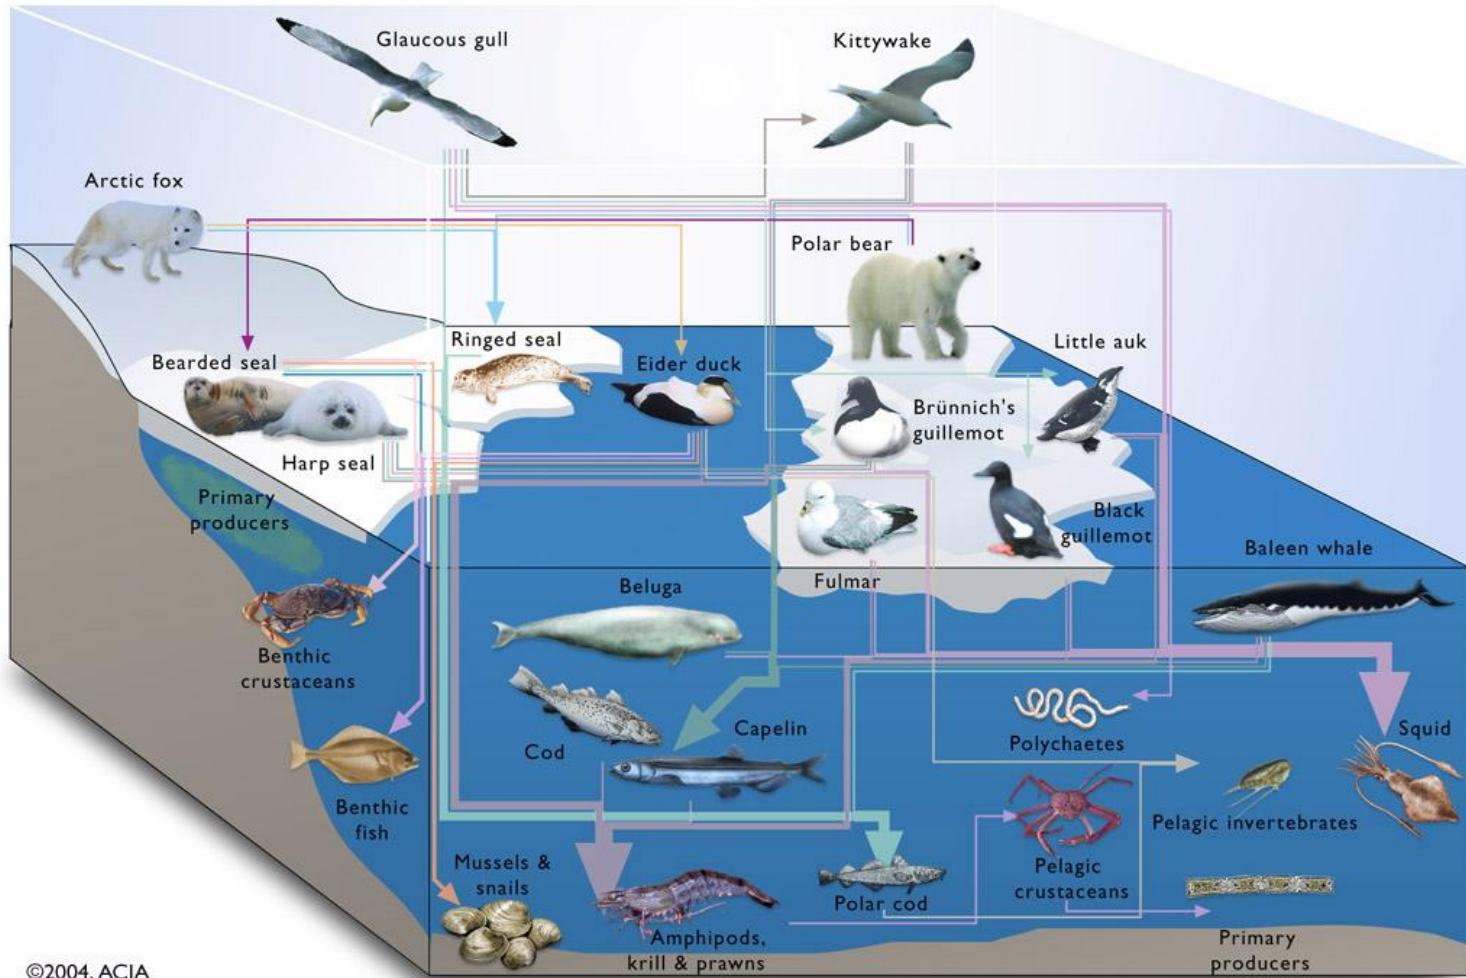 Glaucous gull
Kittywake
Arctic fox
Polar bear
Ringed seal
Little auk
Bearded seal
Eider duck
Brünnich's
guillemot
Harp seal
Primary
producers
Black
guillemot
Baleen whale
Fulmar
Beluga
Benthic
crustaceans
Squid
Capelin
Cod
Polychaetes
Benthic
fish
Pelagic invertebrates
Mussels &
snails
Pelagic
crustaceans
Polar cod
Amphipods,
krill & prawns
Primary
producers
©2004, ACIA